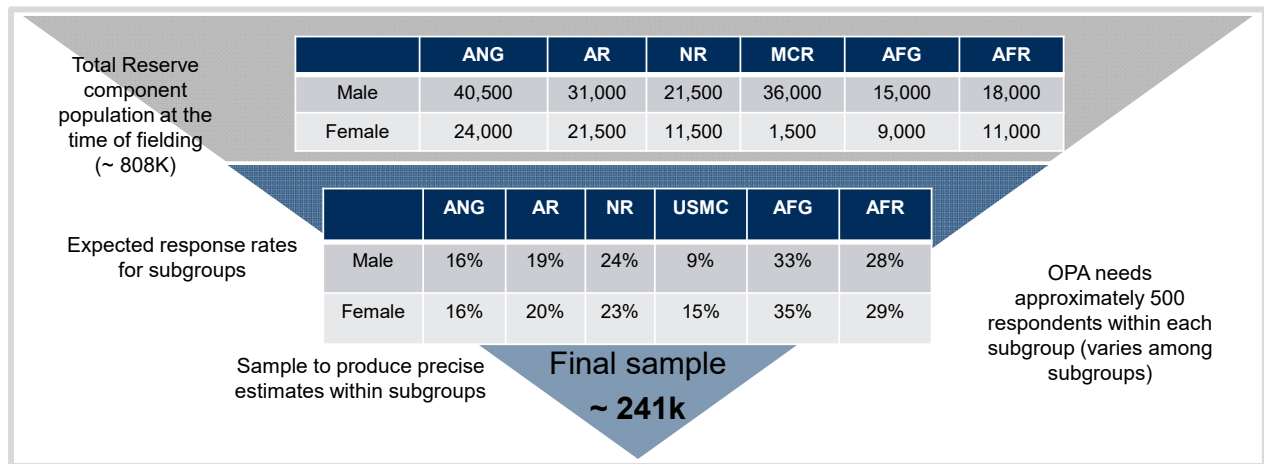 Total Reserve
component
population at the
time of fielding
(~ 808K)
ANG AR NR MCR AFG AFR
Male 40,500 31,000 21,500 36,000 15,000 18,000
Female 24,000 21,500 11,500 1,500 9,000 11,000
Expected response rates
for subgroups
ANG AR NR USMC AFG AFR
Male 16% 19% 24% 9% 33% 28%
Female 16% 20% 23% 15% 35% 29%
OPA needs
approximately 500
respondents within each
subgroup (varies among
subgroups)
Sample to produce precise
estimates within subgroups
Final sample
~ 241k